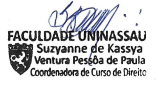 FACULDADE UNINASSAU
Suzyanne de Kassya
Ventura Pessôa de Paula
Coordenadora de Curso de Direito